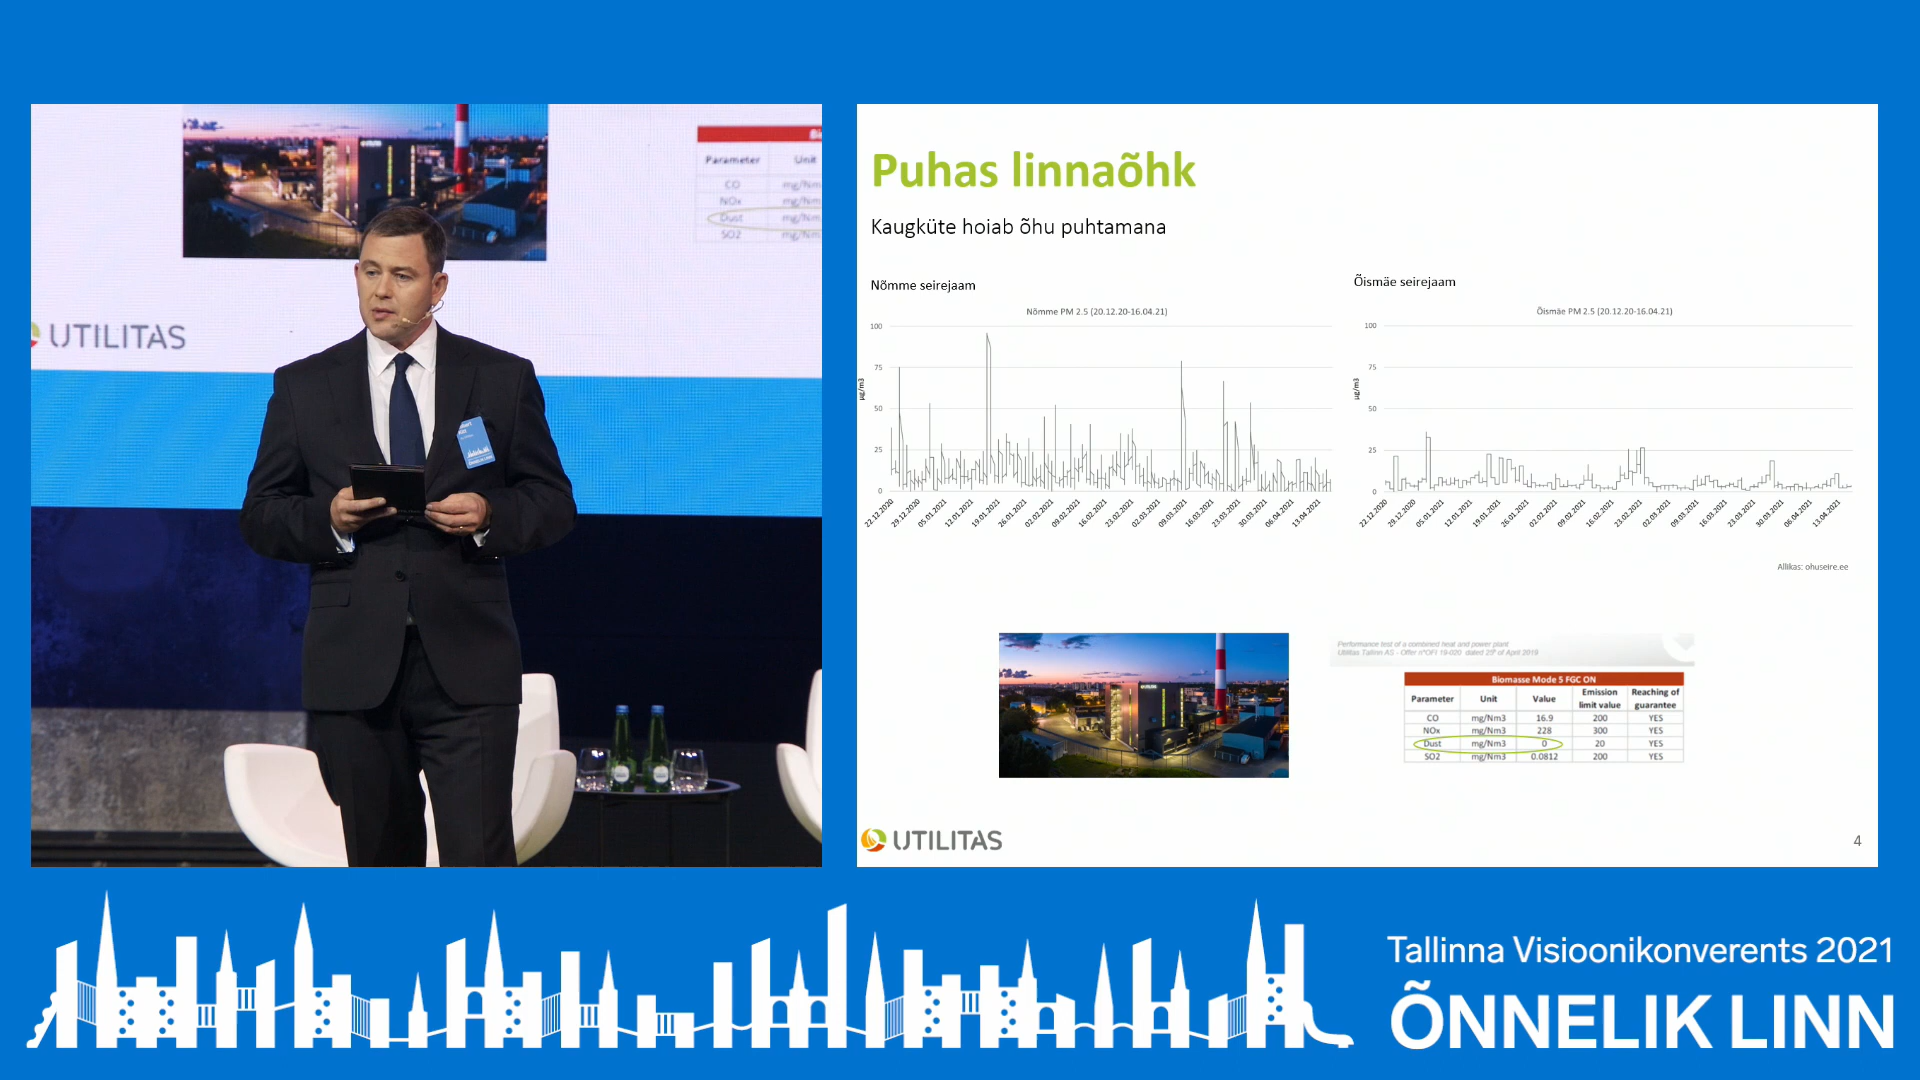 Parameter
Unit
CO
mg/Nm
NOx
mg/Nm
Dust
mg/Nm
SO2
mg/Nm
UTILITAS
Puhas linnaõhk
Kaugküte hoiab õhu puhtamana
Nõmme seirejaam
Nõmme PM 2.5 (20.12.20-16.04.21)
µg/m3
100
75
50
25
0
22.12.2020 29.12.2020 05.01.2021 12.01.2021 19.01.2021 26.01.2021 02.02.2021 09.02.2021 16.02.2021 23.02.2021 02.03.2021 09.03.2021 16.03.2021 23.03.2021 30.03.2021 06.04.2021 13.04.2021
Õismäe seirejaam
Õismäe PM 2.5 (20.12.20-16.04.21)
µg/m3
100
75
50
25
0
22.12.2020 29.12.2020 05.01.2021 12.01.2021 19.01.2021 26.01.2021 02.02.2021 09.02.2021 16.02.2021 23.02.2021 02.03.2021 09.03.2021 16.03.2021 23.03.2021 30.03.2021 06.04.2021 13.04.2021
Allikas: ohuseire.ee
Performance test of a combined heat and power plant
Utilitas Tallinn AS - Offer n°OFI 19-020 dated 25th of April 2019
Biomasse Mode 5 FGC ON
Parameter Unit Value Emission limit value Reaching of guarantee
CO mg/Nm3 16.9 200 YES
NOx mg/Nm3 228 300 YES
Dust mg/Nm3 0 20 YES
SO2 mg/Nm3 0.0812 200 YES
UTILITAS
4
Tallinna Visioonikonverents 2021
ÕNNELIK LINN